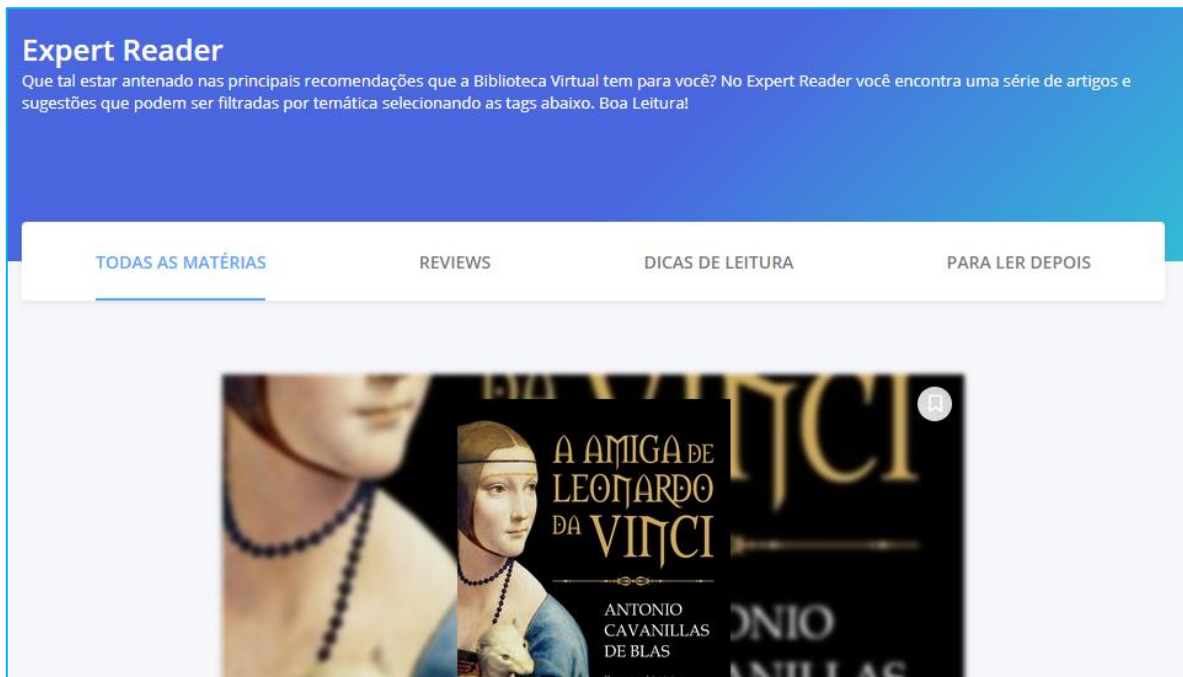 Expert Reader
Que tal estar antenado nas principais recomendações que a Biblioteca Virtual tem para você? No Expert Reader você encontra uma série de artigos e
sugestões que podem ser filtradas por temática selecionando as tags abaixo. Boa Leitura!
TODAS AS MATÉRIAS REVIEWS DICAS DE LEITURA PARA LER DEPOIS
DA VINCI
A AMIGA DE
LEONARDO
DA VINCI
ANTONIO
CAVANILLAS
DE BLAS